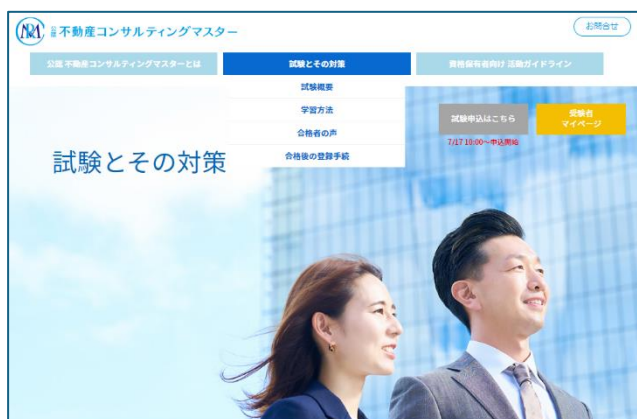 公認 不動産コンサルティングマスター
お問合せ
公認 不動産コンサルティングマスターとは
試験とその対策
資格保有者向け 活動ガイドライン
試験概要
学習方法
合格者の声
合格後の登録手続
試験申込はこちら
7/17 10:00～申込開始
受験者
マイページ
試験とその対策